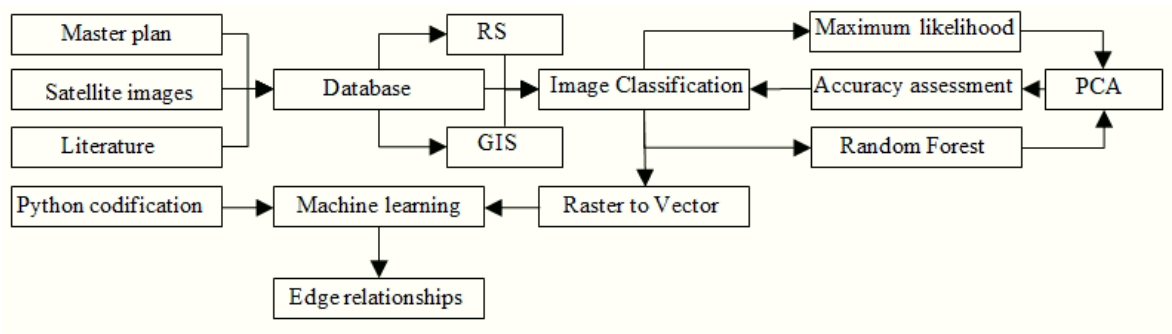 Master plan
RS
Maximum likelihood
Satellite images
Database
Image Classification
Accuracy assessment
PCA
Literature
GIS
Random Forest
Python codification
Machine learning
Raster to Vector
Edge relationships